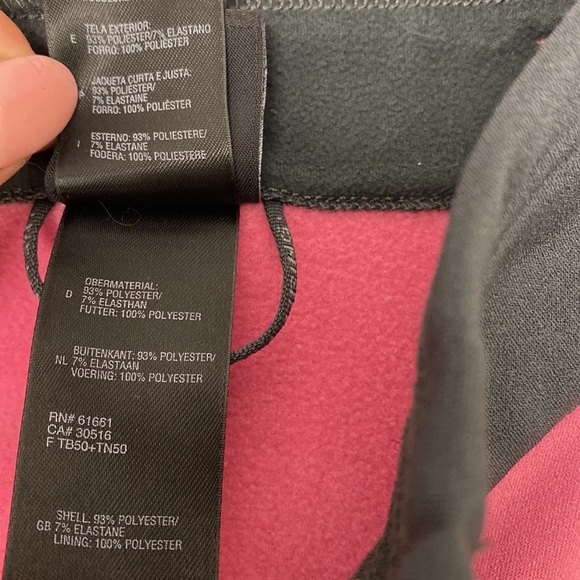 TELA EXTERIOR:
E 93% POLIESTER/7% ELASTANO
FORRO: 100% POLIESTER
JAQUETA CURTA E JUSTA:
93% POLIÉSTER/
7% ELASTAINE
FORRO: 100% POLIÉSTER
ESTERNO: 93% POLIESTERE/
I 7% ELASTANE
FODERA: 100% POLIESTERE
OBERMATERIAL:
D 93% POLYESTER/
7% ELASTHAN
FUTTER: 100% POLYESTER
BUITENKANT: 93% POLYESTER/
NL 7% ELASTAAN
VOERING: 100% POLYESTER
RN# 61661
CA# 30516
F TB50+TN50
SHELL: 93% POLYESTER/
GB 7% ELASTANE
LINING: 100% POLYESTER